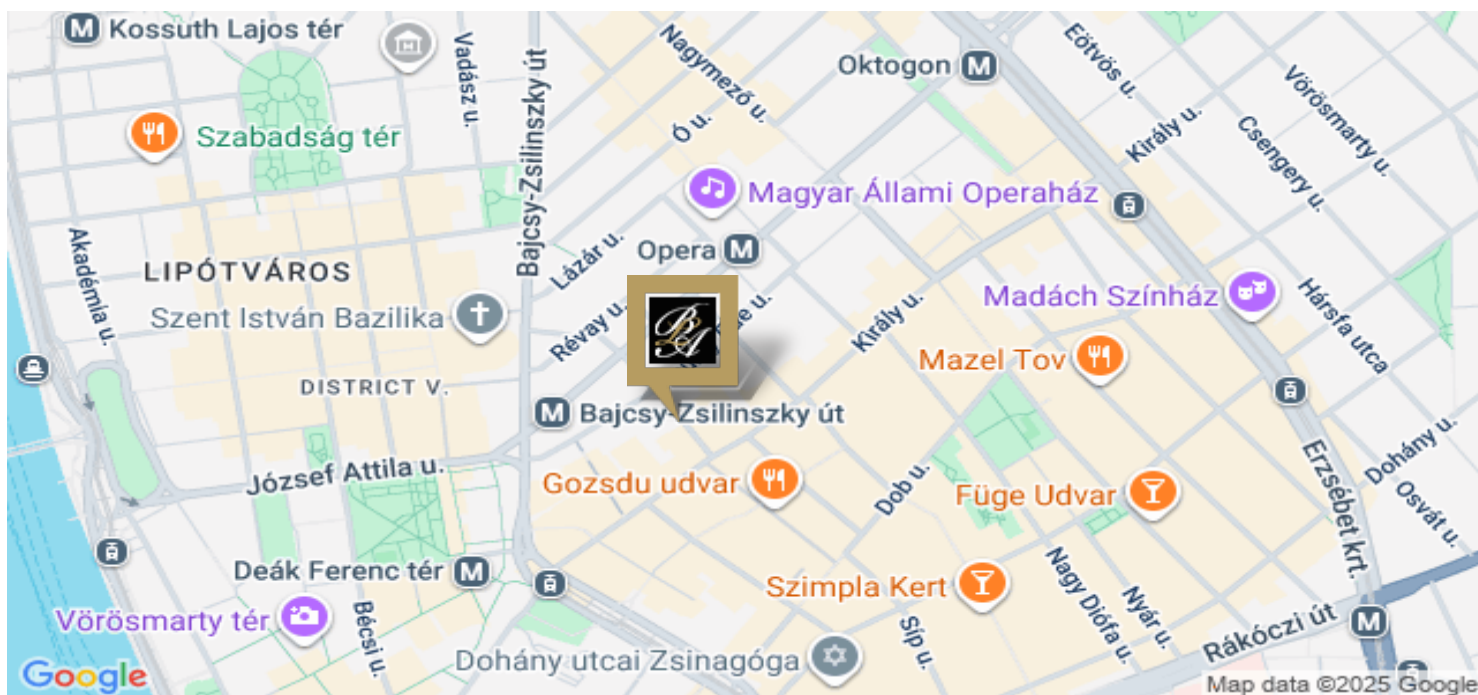 Kossuth Lajos tér
Vadász u.
Bajcsy-Zsilinszky út
Nagymező u.
Oktogon
Eötvös u.
Vörösmarty u.
Szabadság tér
Ó u.
Király u.
Csengery u.
Magyar Állami Operaház
Akadémia u.
Lázár u.
Opera
LIPÓTVÁROS
Szent István Bazilika
Révay u.
Király u.
Madách Színház
Hársfa utca
Mazel Tov
DISTRICT V.
Bajcsy-Zsilinszky út
József Attila u.
Gozsdu udvar
Dob u.
Füge Udvar
Erzsébet krt.
Dohány u.
Osvát u.
Deák Ferenc tér
Szimpla Kert
Nagy Diófa u.
Nyár u.
Vörösmarty tér
Bécsi u.
Síp u.
Rákóczi út
Dohány utcai Zsinagóga
Google
Map data ©2025 Google